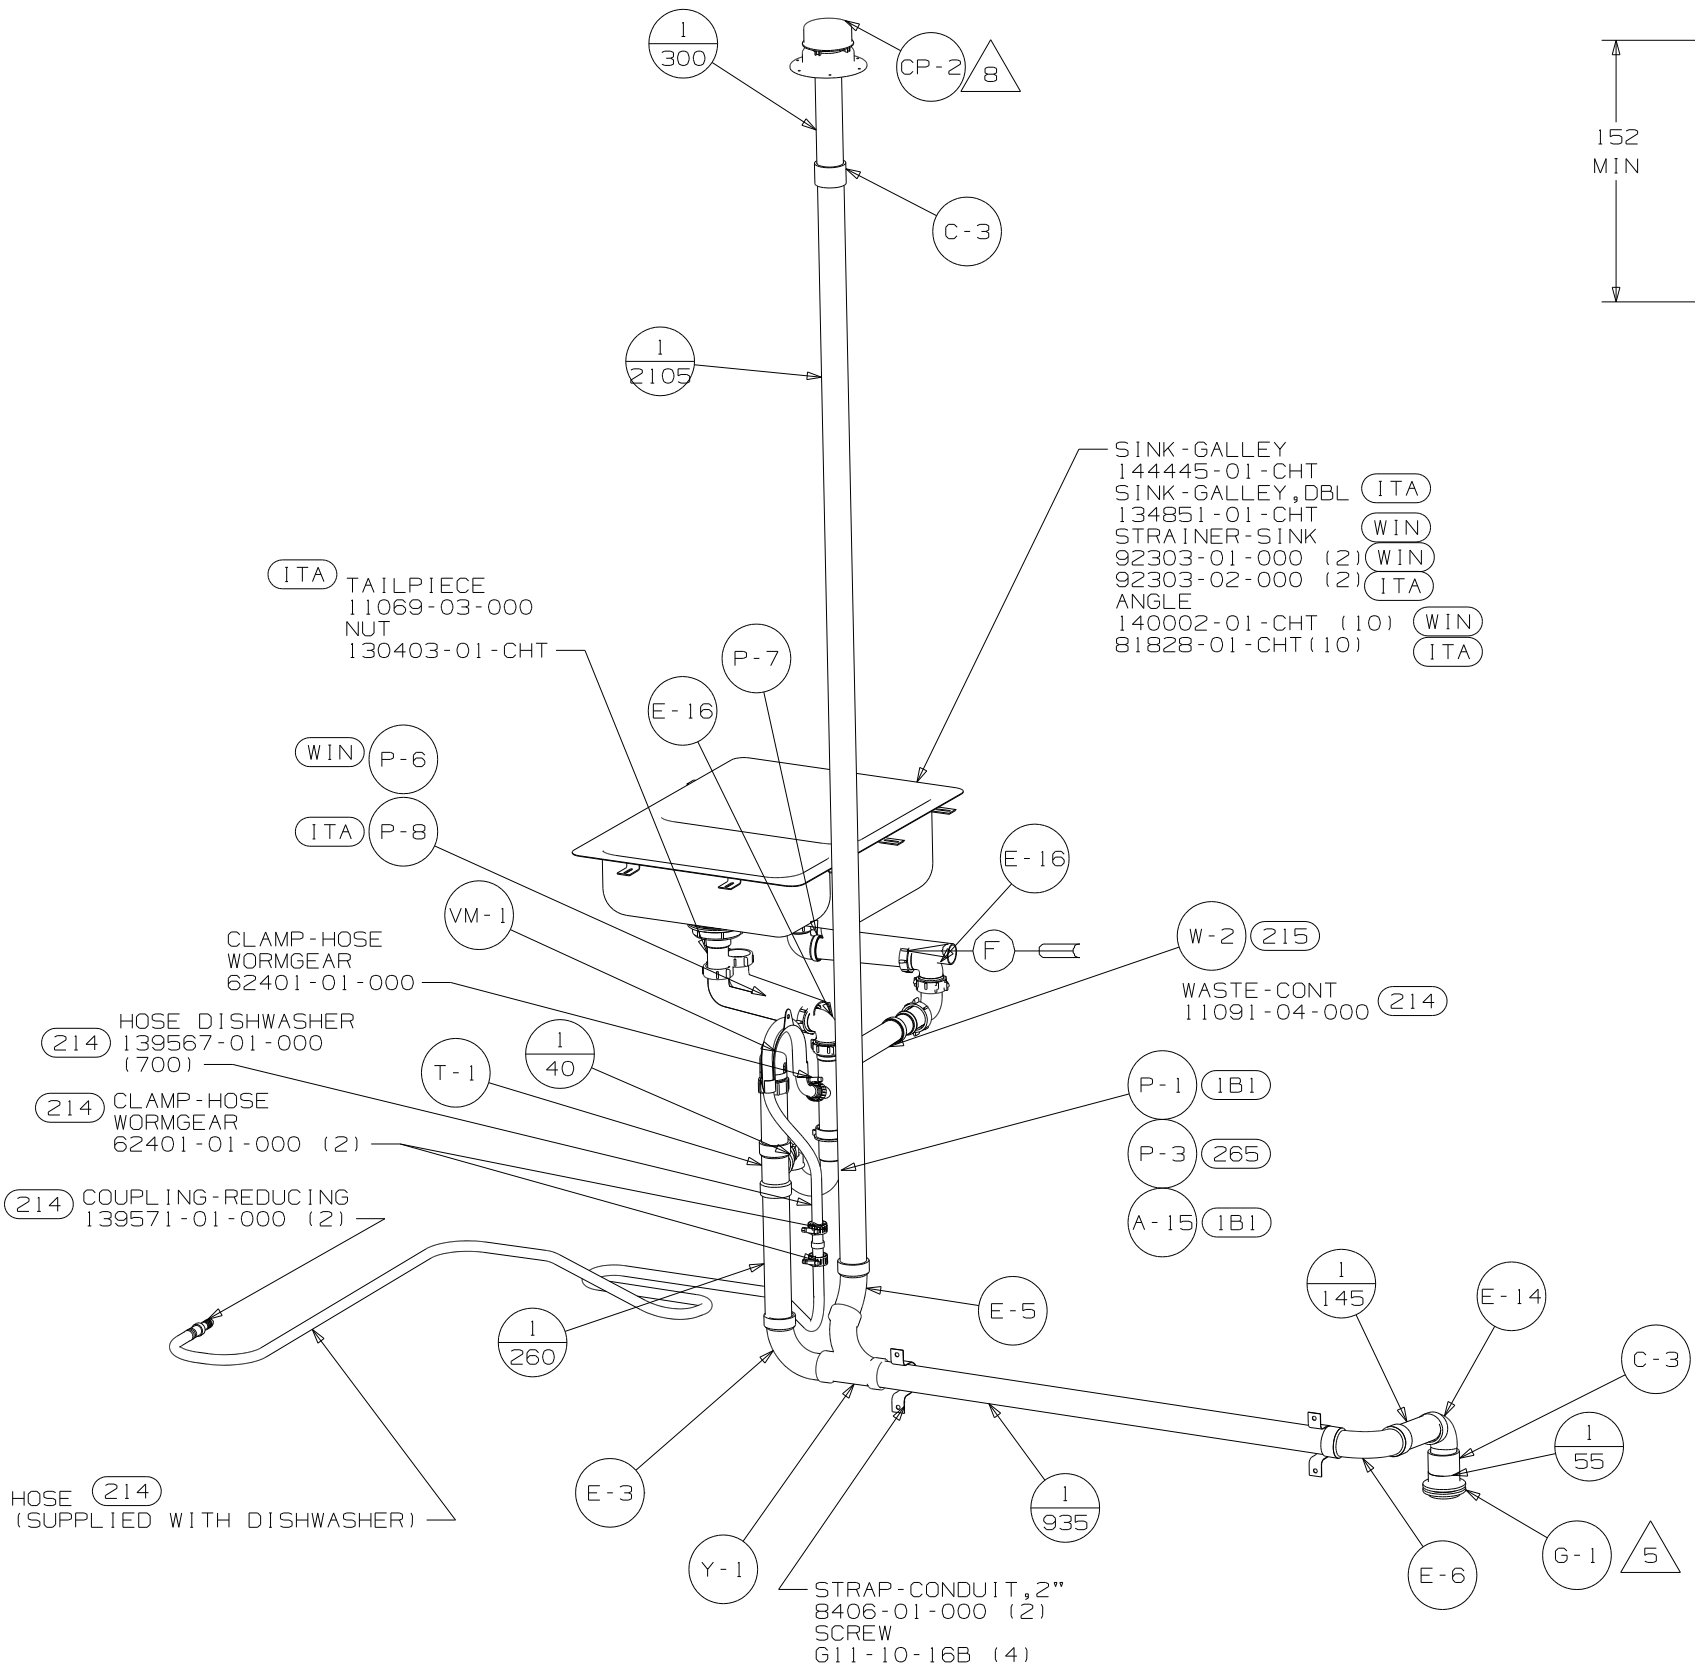 1
300
CP-2
8
152
MIN
C-3
1
2105
SINK-GALLEY
144445-01-CHT
SINK-GALLEY,DBL ITA
134851-01-CHT
STRAINER-SINK WIN
92303-01-000 (2) WIN
92303-02-000 (2) ITA
ANGLE
140002-01-CHT (10) WIN
81828-01-CHT(10) ITA
ITA TAILPIECE
11069-03-000
NUT
130403-01-CHT
P-7
E-16
WIN P-6
ITA P-8
E-16
VM-1
CLAMP-HOSE
WORMGEAR
62401-01-000
F
W-2 215
WASTE-CONT
11091-04-000 214
HOSE DISHWASHER
214 139567-01-000
(700)
T-1
1
40
P-1 1B1
214 CLAMP-HOSE
WORMGEAR
62401-01-000 (2)
P-3 265
214 COUPLING-REDUCING
139571-01-000 (2)
A-15 1B1
1
145
E-14
E-5
1
260
C-3
1
55
HOSE 214
(SUPPLIED WITH DISHWASHER)
E-3
1
935
Y-1
G-1
5
E-6
STRAP-CONDUIT,2"
8406-01-000 (2)
SCREW
G11-10-16B (4)